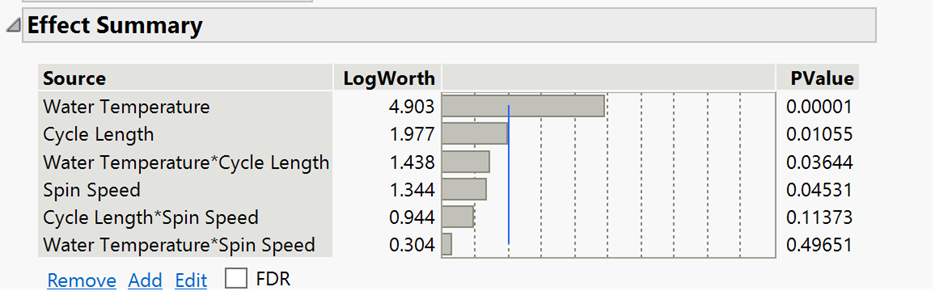 Effect Summary
Source LogWorth PValue
Water Temperature 4.903 0.00001
Cycle Length 1.977 0.01055
Water Temperature*Cycle Length 1.438 0.03644
Spin Speed 1.344 0.04531
Cycle Length*Spin Speed 0.944 0.11373
Water Temperature*Spin Speed 0.304 0.49651
Remove Add Edit FDR